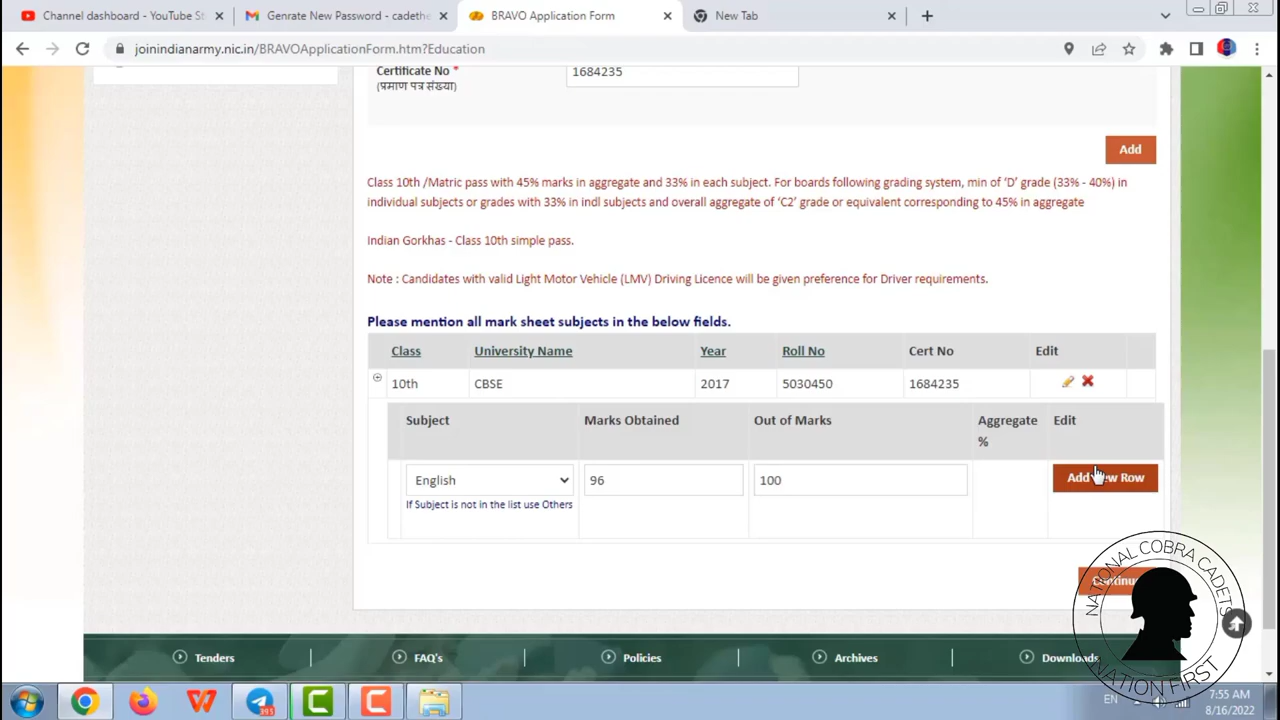 Channel dashboard - YouTube St
Genrate New Password - cadethe
BRAVO Application Form
New Tab
joinindianarmy.nic.in/BRAVOApplicationForm.htm?Education
Certificate No *
(प्रमाण पत्र संख्या)
1684235
Add
Class 10th /Matric pass with 45% marks in aggregate and 33% in each subject. For boards following grading system, min of 'D' grade (33% - 40%) in
individual subjects or grades with 33% in indl subjects and overall aggregate of 'C2' grade or equivalent corresponding to 45% in aggregate
Indian Gorkhas - Class 10th simple pass.
Note : Candidates with valid Light Motor Vehicle (LMV) Driving Licence will be given preference for Driver requirements.
Please mention all mark sheet subjects in the below fields.
Class University Name Year Roll No Cert No Edit
10th CBSE 2017 5030450 1684235
Subject Marks Obtained Out of Marks Aggregate % Edit
English 96 100 Add New Row
If Subject is not in the list use Others
Continue
NATIONAL COBRA CADETS
NATION FIRST
Tenders FAQ's Policies Archives Downloads
395
EN
7:55 AM
8/16/2022